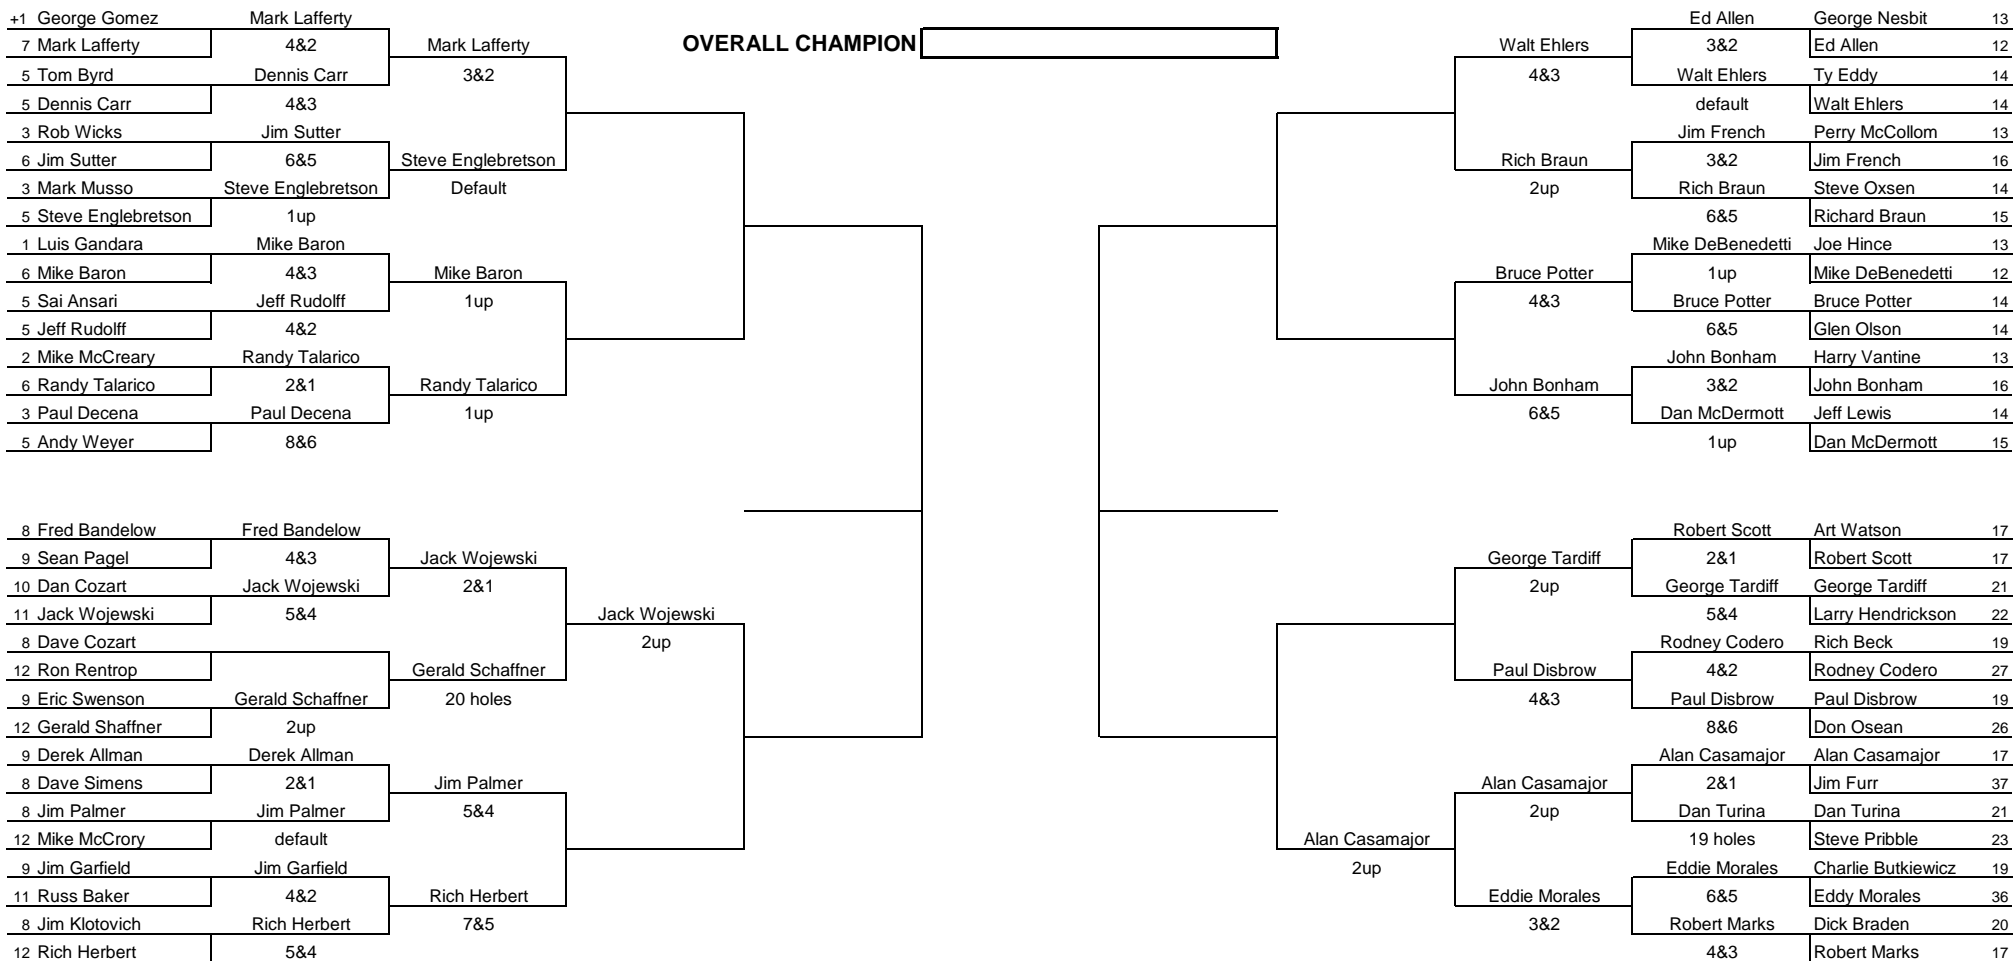 +1 George Gomez Mark Lafferty Ed Allen George Nesbit 13
7 Mark Lafferty 4&2 Mark Lafferty OVERALL CHAMPION Walt Ehlers 3&2 Ed Allen 12
5 Tom Byrd Dennis Carr 3&2 4&3 Walt Ehlers Ty Eddy 14
5 Dennis Carr 4&3 default Walt Ehlers 14
3 Rob Wicks Jim Sutter Jim French Perry McCollom 13
6 Jim Sutter 6&5 Steve Englebretson Rich Braun 3&2 Jim French 16
3 Mark Musso Steve Englebretson Default 2up Rich Braun Steve Oxsen 14
5 Steve Englebretson 1up 6&5 Richard Braun 15
1 Luis Gandara Mike Baron Mike DeBenedetti Joe Hince 13
6 Mike Baron 4&3 Mike Baron Bruce Potter 1up Mike DeBenedetti 12
5 Sai Ansari Jeff Rudolff 1up 4&3 Bruce Potter Bruce Potter 14
5 Jeff Rudolff 4&2 6&5 Glen Olson 14
2 Mike McCreary Randy Talarico John Bonham Harry Vantine 13
6 Randy Talarico 2&1 Randy Talarico John Bonham 3&2 John Bonham 16
3 Paul Decena Paul Decena 1up 6&5 Dan McDermott Jeff Lewis 14
5 Andy Weyer 8&6 1up Dan McDermott 15
8 Fred Bandelow Fred Bandelow Robert Scott Art Watson 17
9 Sean Pagel 4&3 Jack Wojewski George Tardiff 2&1 Robert Scott 17
10 Dan Cozart Jack Wojewski 2&1 2up George Tardiff George Tardiff 21
11 Jack Wojewski 5&4 Jack Wojewski 5&4 Larry Hendrickson 22
8 Dave Cozart 2up Rodney Codero Rich Beck 19
12 Ron Rentrop Gerald Schaffner Paul Disbrow 4&2 Rodney Codero 27
9 Eric Swenson Gerald Schaffner 20 holes 4&3 Paul Disbrow Paul Disbrow 19
12 Gerald Shaffner 2up 8&6 Don Osean 26
9 Derek Allman Derek Allman Alan Casamajor Alan Casamajor 17
8 Dave Simens 2&1 Jim Palmer Alan Casamajor 2&1 Jim Furr 37
8 Jim Palmer Jim Palmer 5&4 2up Dan Turina Dan Turina 21
12 Mike McCrory default Alan Casamajor 19 holes Steve Pribble 23
9 Jim Garfield Jim Garfield 2up Eddie Morales Charlie Butkiewicz 19
11 Russ Baker 4&2 Rich Herbert Eddie Morales 6&5 Eddy Morales 36
8 Jim Klotovich Rich Herbert 7&5 3&2 Robert Marks Dick Braden 20
12 Rich Herbert 5&4 4&3 Robert Marks 17